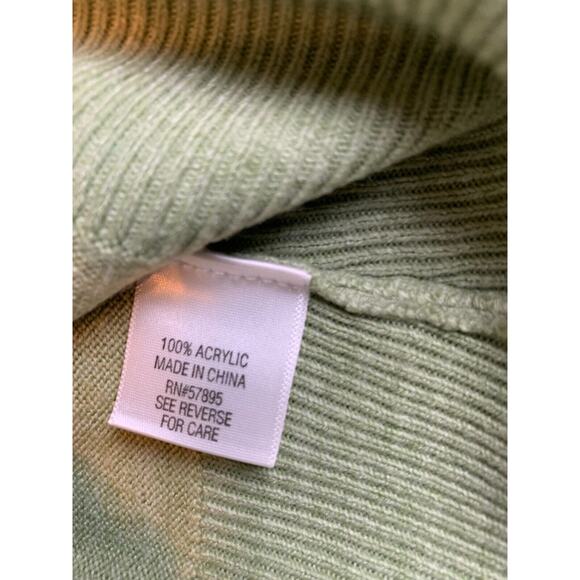 100% ACRYLIC
MADE IN CHINA
RN#57895
SEE REVERSE
FOR CARE